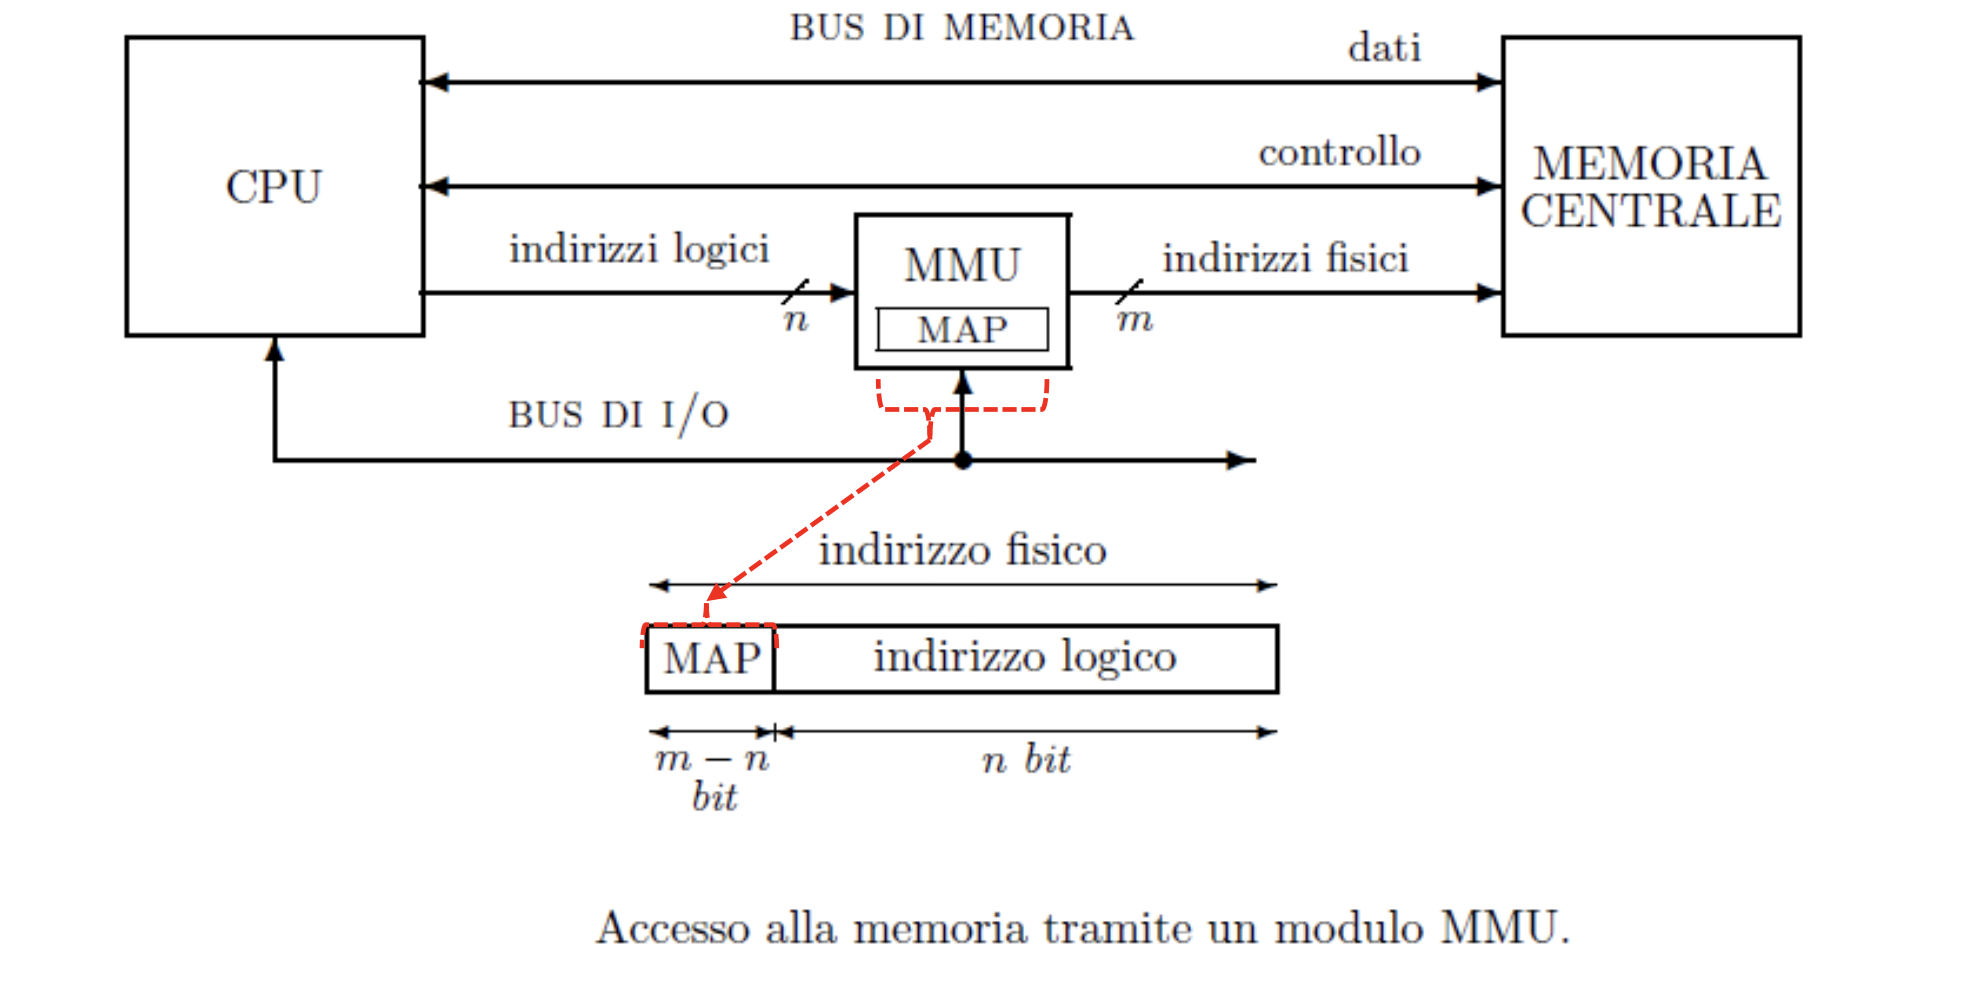 BUS DI MEMORIA
dati
controllo
CPU
MEMORIA
CENTRALE
indirizzi logici
MMU
indirizzi fisici
n
MAP
m
BUS DI I/O
indirizzo fisico
MAP
indirizzo logico
m − n
bit
n bit
Accesso alla memoria tramite un modulo MMU.